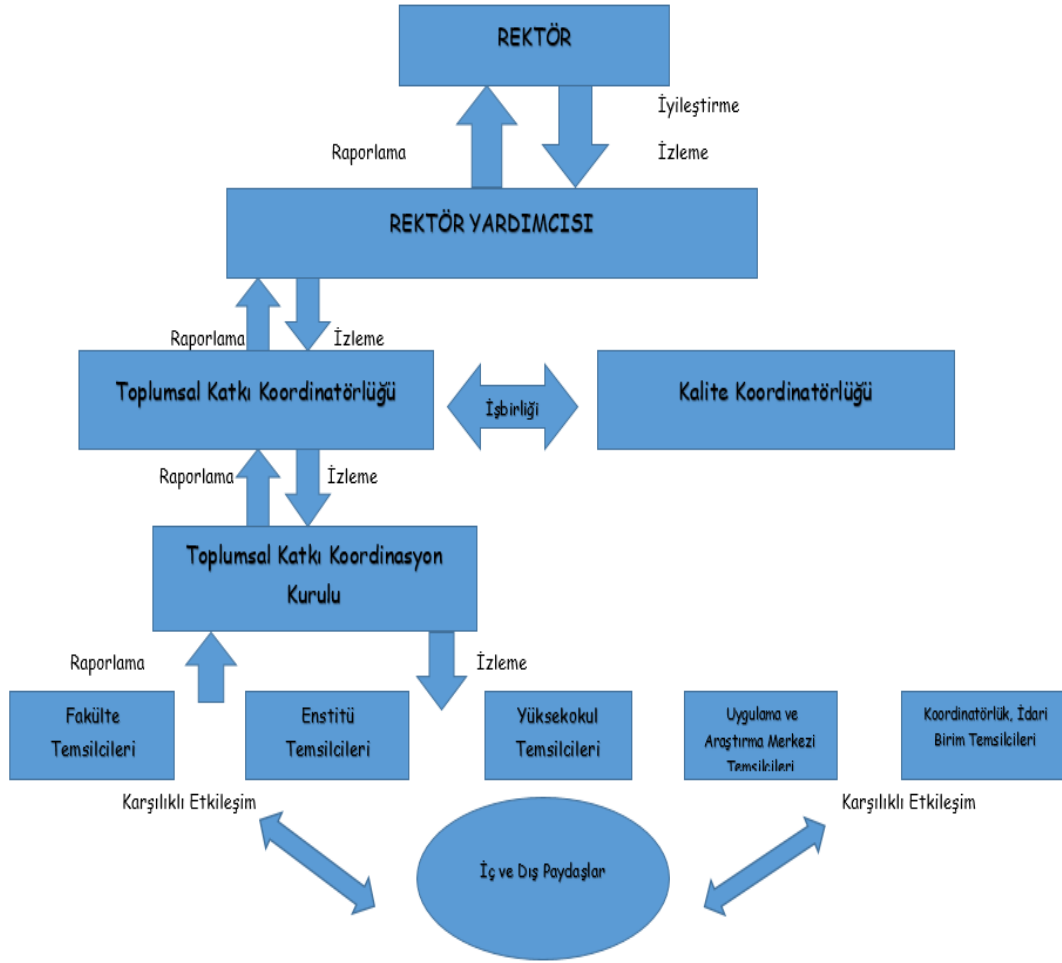 REKTÖR
İyileştirme
Raporlama
İzleme
REKTÖR YARDIMCISI
Raporlama
İzleme
Toplumsal Katkı Koordinatörlüğü
İşbirliği
Kalite Koordinatörlüğü
Raporlama
İzleme
Toplumsal Katkı Koordinasyon
Kurulu
Raporlama
İzleme
Fakülte
Temsilcileri
Enstitü
Temsilcileri
Yüksekokul
Temsilcileri
Uygulama ve
Araştırma Merkezi
Temsilcileri
Koordinatörlük, İdari
Birim Temsilcileri
Karşılıklı Etkileşim
Karşılıklı Etkileşim
İç ve Dış Paydaşlar